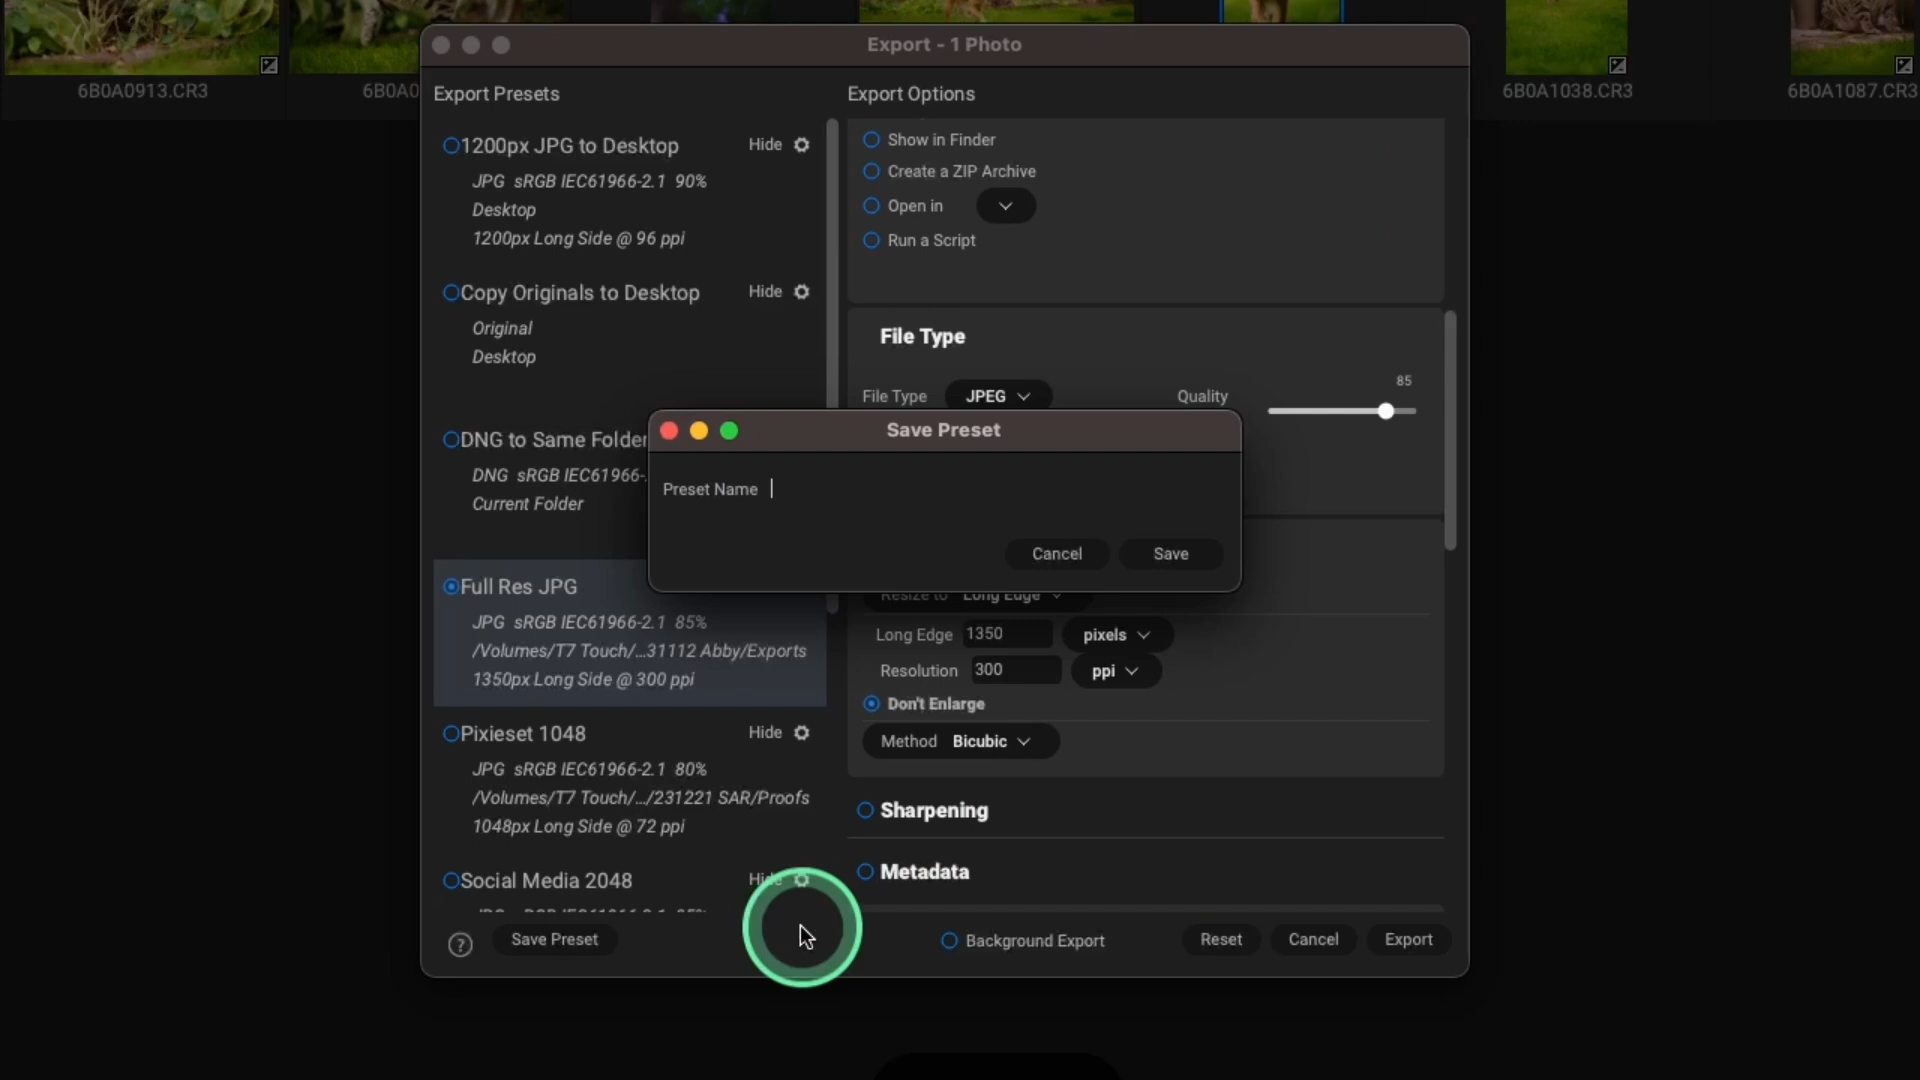 6B0A0913.CR3
6B0A1038.CR3
6B0A1087.CR3
Export - 1 Photo
Export Presets
1200px JPG to Desktop Hide
JPG sRGB IEC61966-2.1 90%
Desktop
1200px Long Side @ 96 ppi
Copy Originals to Desktop Hide
Original
Desktop
DNG to Same Folder
DNG sRGB IEC61966-
Current Folder
Full Res JPG
JPG sRGB IEC61966-2.1 85%
/Volumes/T7 Touch/...31112 Abby/Exports
1350px Long Side @ 300 ppi
Pixieset 1048 Hide
JPG sRGB IEC61966-2.1 80%
/Volumes/T7 Touch/.../231221 SAR/Proofs
1048px Long Side @ 72 ppi
Social Media 2048 Hide
? Save Preset
Export Options
Show in Finder
Create a ZIP Archive
Open in
Run a Script
File Type
85
File Type JPEG Quality
Save Preset
Preset Name
Cancel Save
Resize to Long Edge
Long Edge 1350 pixels
Resolution 300 ppi
Don't Enlarge
Method Bicubic
Sharpening
Metadata
Background Export Reset Cancel Export